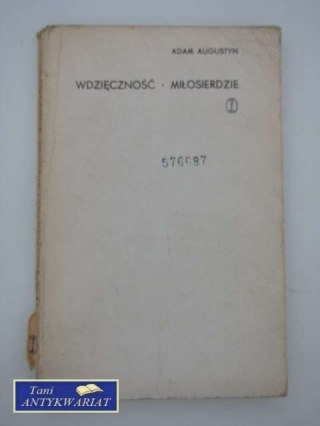 ADAM AUGUSTYN
WDZIĘCZNOŚĆ · MIŁOSIERDZIE
Tani
ANTYKWARIAT